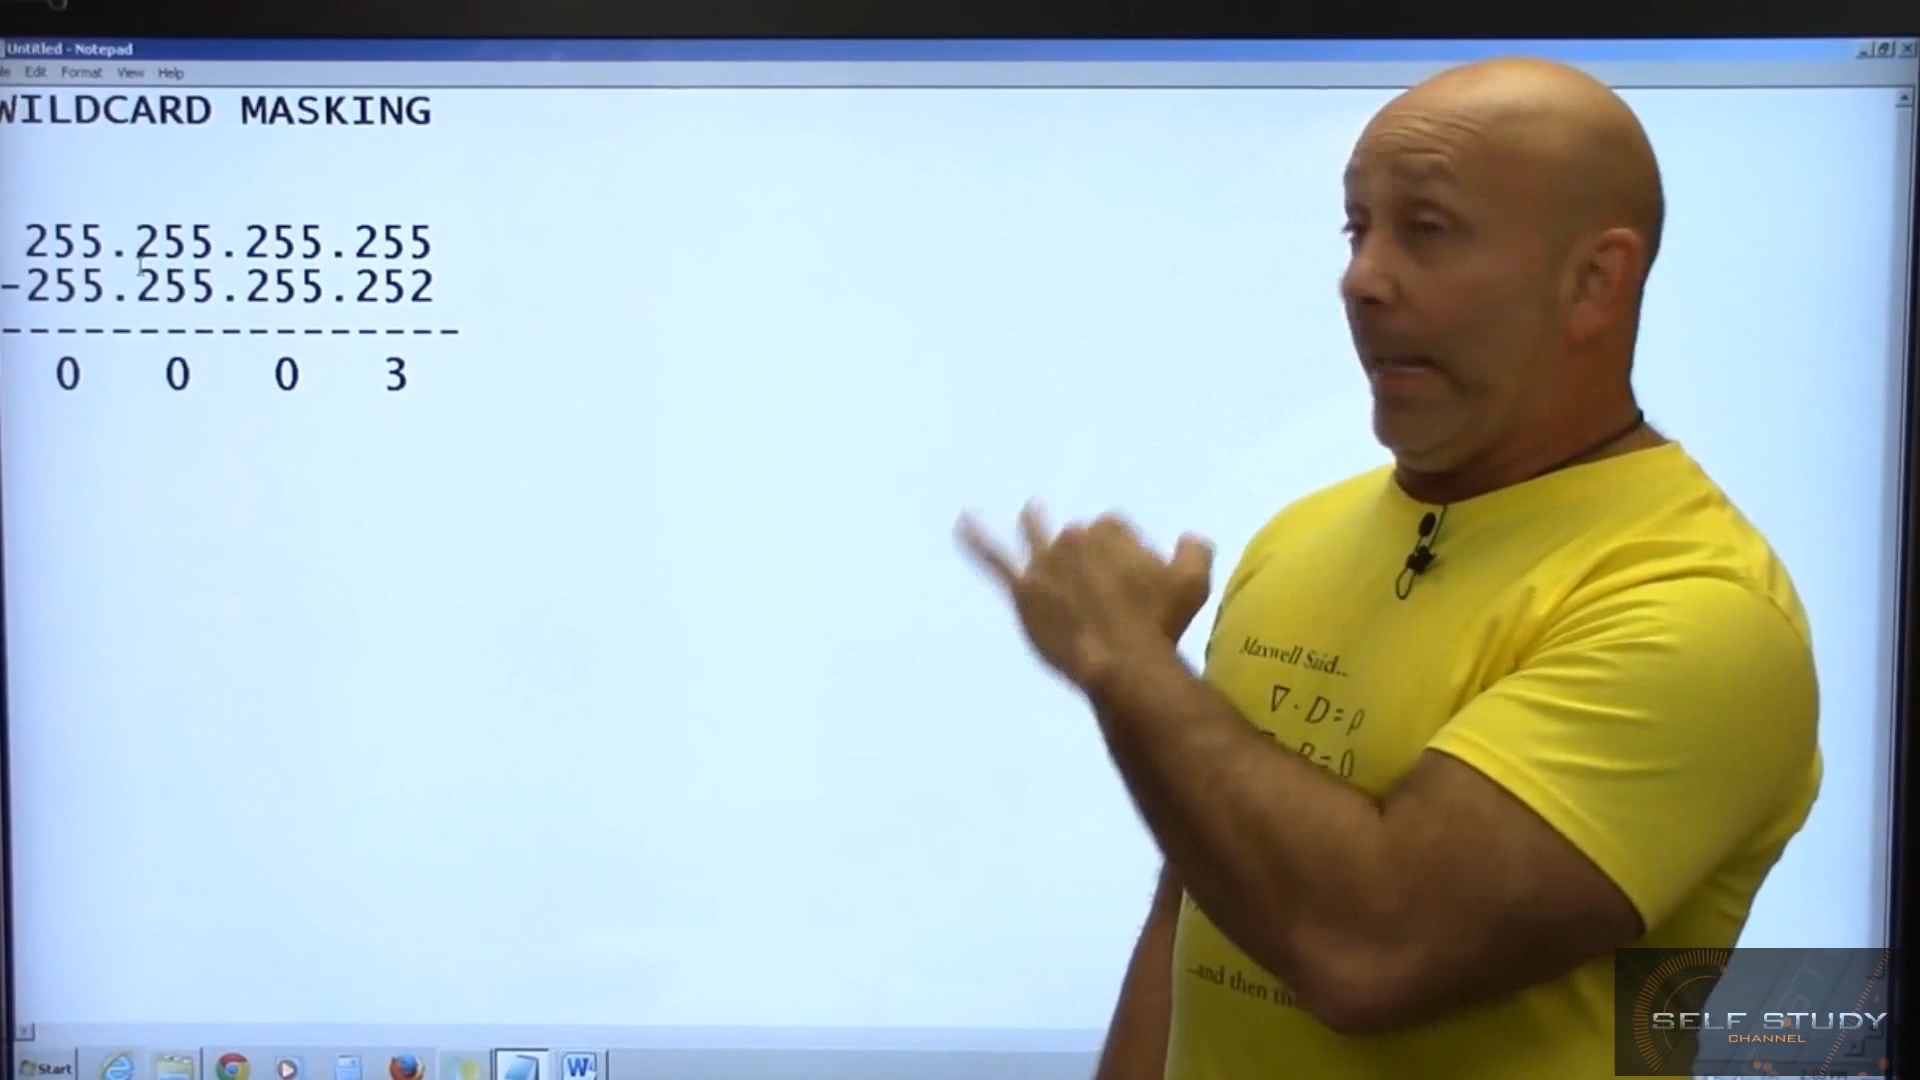 Untitled - Notepad
Edit Format View Help
WILDCARD MASKING
255.255.255.255
-255.255.255.252
-----------------
0 0 0 3
Maxwell Said...
∇ · D = ρ
B = 0
...and then
Start
SELF STUDY
CHANNEL